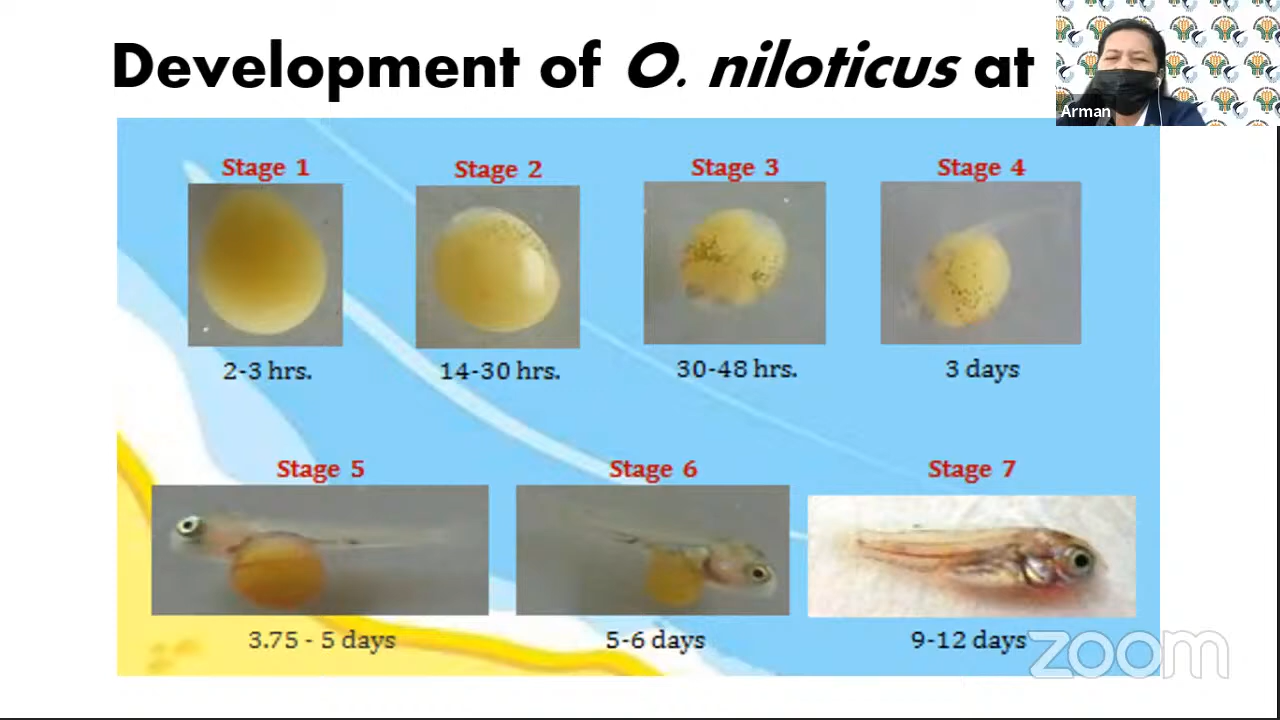 Development of O. niloticus at
Arman
Stage 1
Stage 2
Stage 3
Stage 4
2-3 hrs.
14-30 hrs.
30-48 hrs.
3 days
Stage 5
Stage 6
Stage 7
3.75 - 5 days
5-6 days
9-12 days
zoom